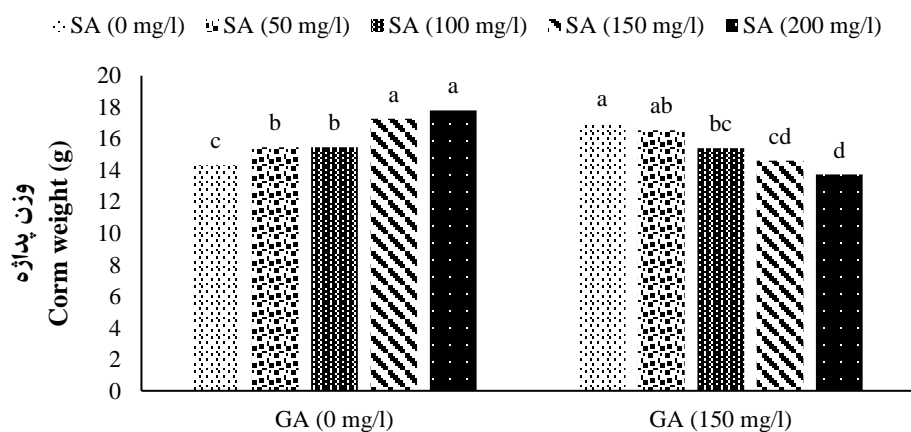 SA (0 mg/l) SA (50 mg/l) SA (100 mg/l) SA (150 mg/l) SA (200 mg/l)
وزن پداژه
Corm weight (g)
20
18
16
14
12
10
8
6
4
2
0
c b b a a a ab bc cd d
GA (0 mg/l) GA (150 mg/l)